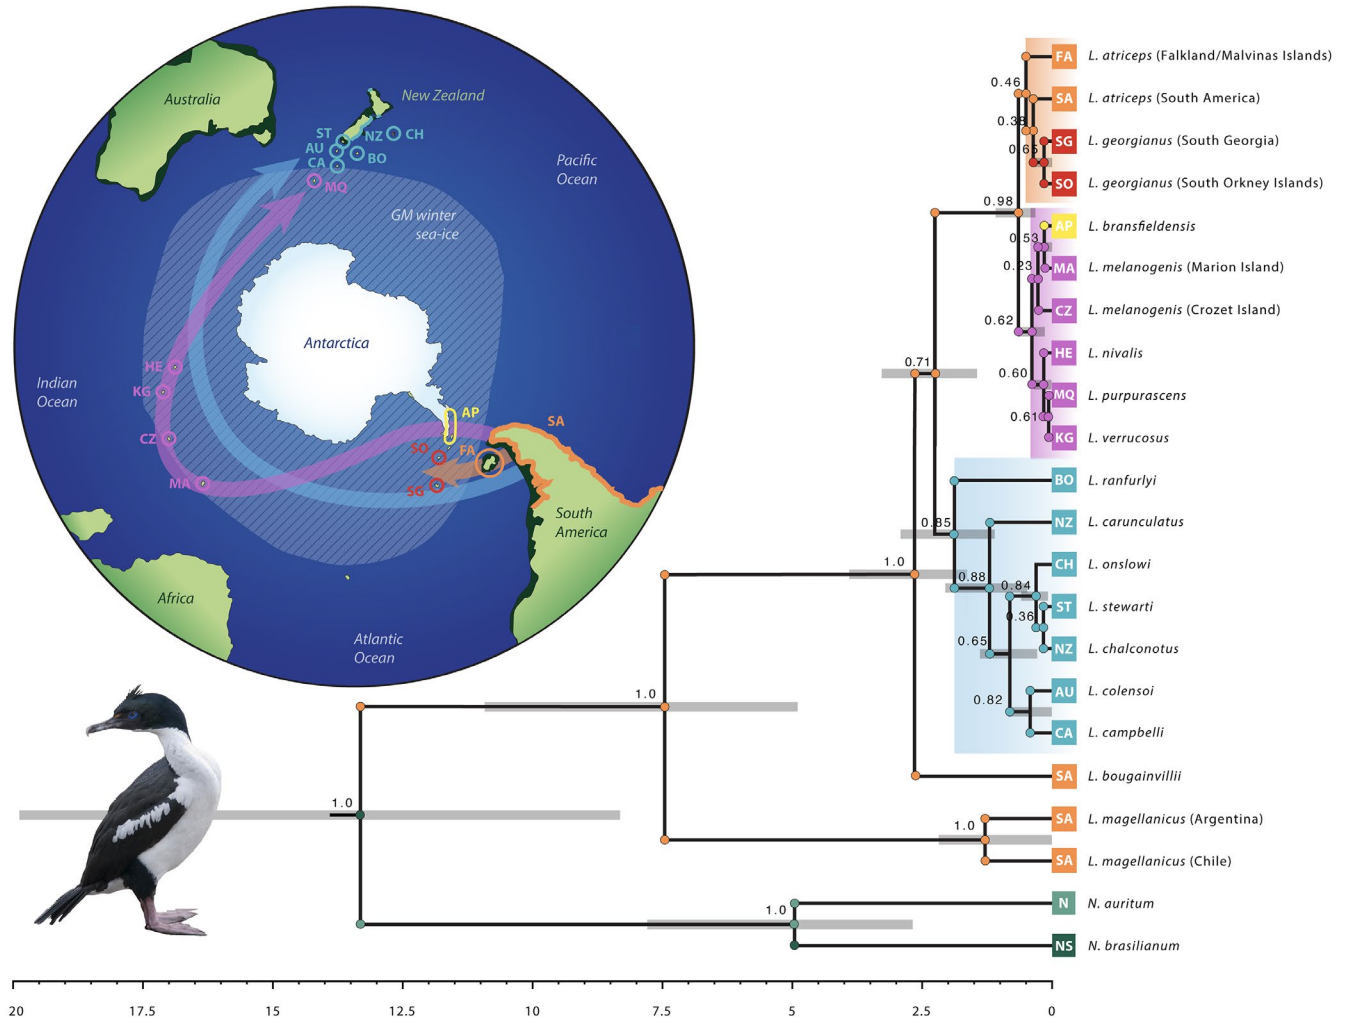 Australia
New Zealand
ST
NZ
CH
AU
BO
CA
MQ
Pacific
Ocean
GM winter
sea-ice
Antarctica
Indian
Ocean
HE
KG
CZ
MA
AP
SA
SO
FA
SG
South
America
Africa
Atlantic
Ocean
FA L. atriceps (Falkland/Malvinas Islands)
0.46
SA L. atriceps (South America)
0.38
SG L. georgianus (South Georgia)
0.65
SO L. georgianus (South Orkney Islands)
0.98
AP L. bransfieldensis
0.53
MA L. melanogenis (Marion Island)
0.23
CZ L. melanogenis (Crozet Island)
0.62
HE L. nivalis
0.71
0.60
MQ L. purpurascens
0.61
KG L. verrucosus
BO L. ranfurlyi
0.85
NZ L. carunculatus
1.0
CH L. onslowi
0.88
0.84
ST L. stewarti
0.36
0.65
NZ L. chalconotus
AU L. colensoi
0.82
CA L. campbelli
1.0
SA L. bougainvillii
1.0
SA L. magellanicus (Argentina)
1.0
SA L. magellanicus (Chile)
N N. auritum
1.0
NS N. brasilianum
20 17.5 15 12.5 10 7.5 5 2.5 0